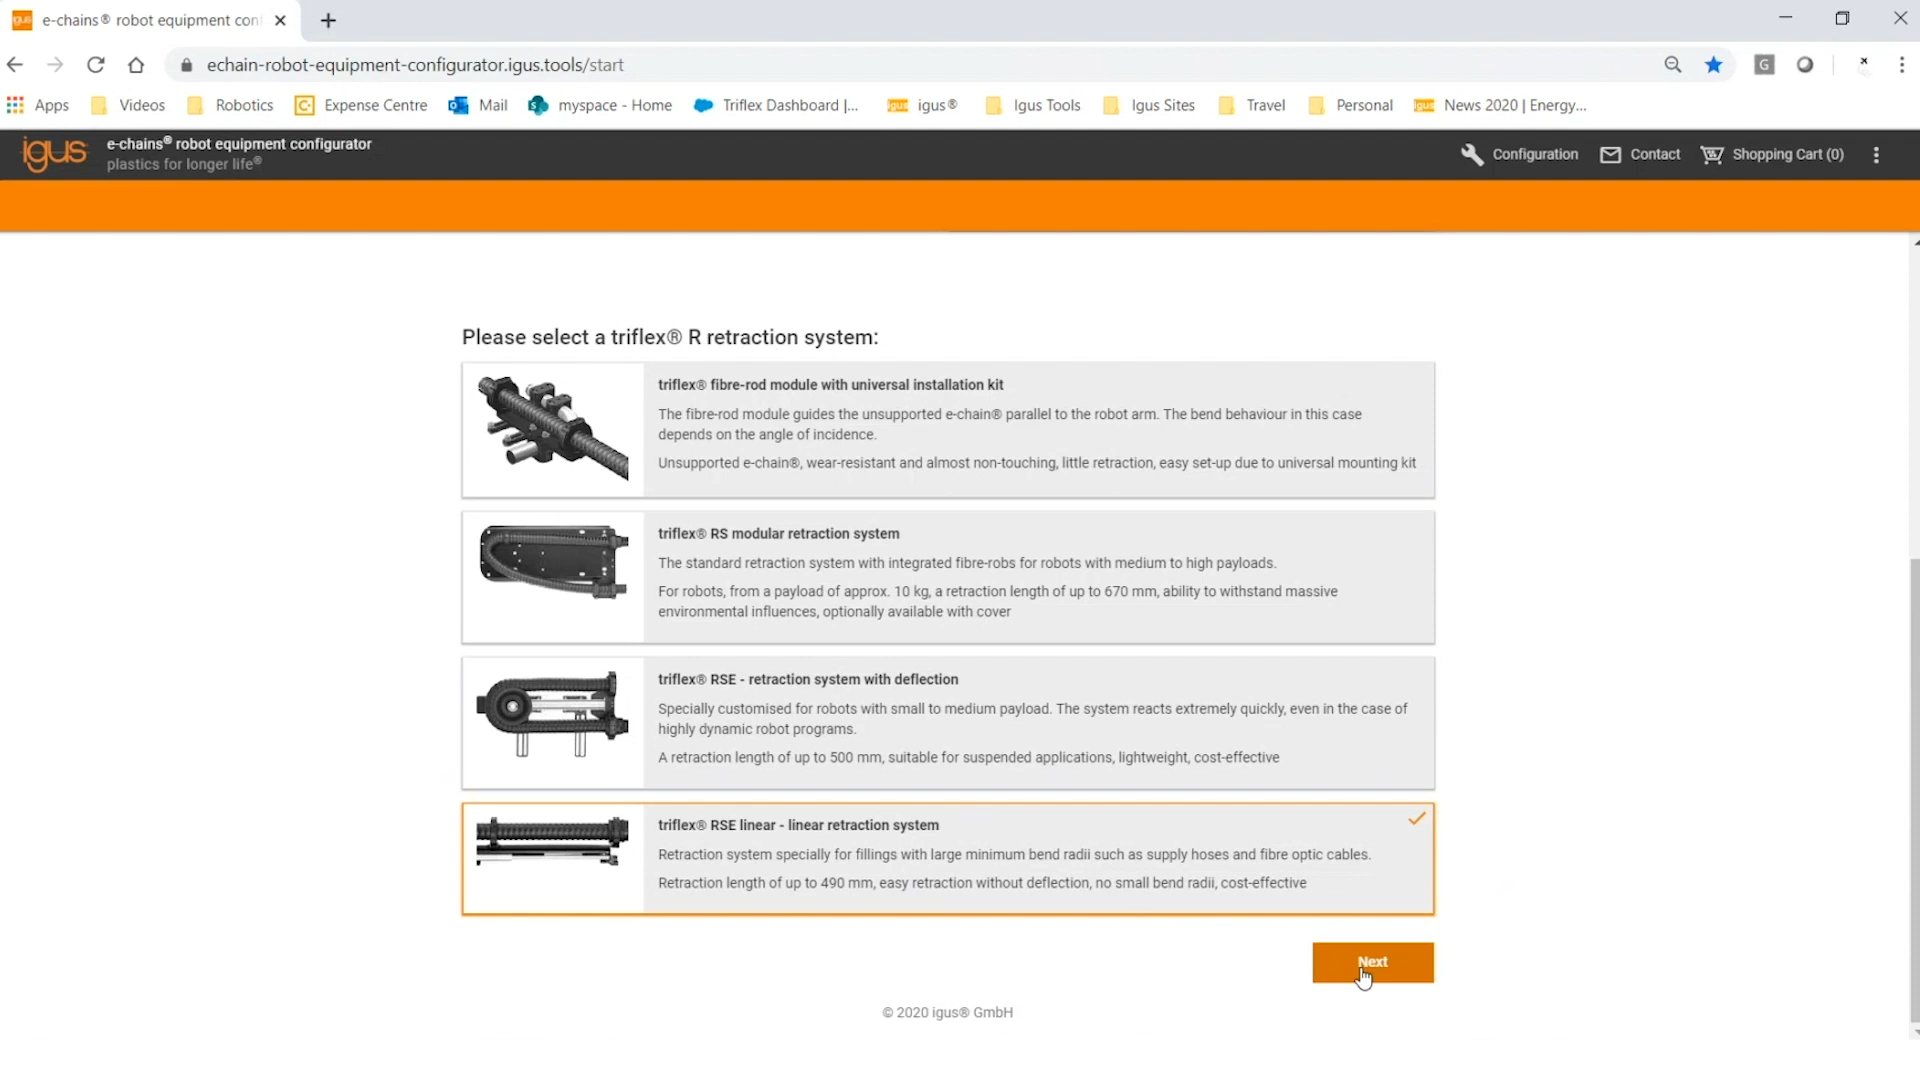 igus
e-chains® robot equipment con
echain-robot-equipment-configurator.igus.tools/start
G
Apps
Videos
Robotics
Expense Centre
Mail
myspace - Home
Triflex Dashboard |...
igus
igus®
Igus Tools
Igus Sites
Travel
Personal
igus
News 2020 | Energy...
igus
e-chains® robot equipment configurator
plastics for longer life®
Configuration
Contact
Shopping Cart (0)
Please select a triflex® R retraction system:
triflex® fibre-rod module with universal installation kit
The fibre-rod module guides the unsupported e-chain® parallel to the robot arm. The bend behaviour in this case
depends on the angle of incidence.
Unsupported e-chain®, wear-resistant and almost non-touching, little retraction, easy set-up due to universal mounting kit
triflex® RS modular retraction system
The standard retraction system with integrated fibre-robs for robots with medium to high payloads.
For robots, from a payload of approx. 10 kg, a retraction length of up to 670 mm, ability to withstand massive
environmental influences, optionally available with cover
triflex® RSE - retraction system with deflection
Specially customised for robots with small to medium payload. The system reacts extremely quickly, even in the case of
highly dynamic robot programs.
A retraction length of up to 500 mm, suitable for suspended applications, lightweight, cost-effective
triflex® RSE linear - linear retraction system
Retraction system specially for fillings with large minimum bend radii such as supply hoses and fibre optic cables.
Retraction length of up to 490 mm, easy retraction without deflection, no small bend radii, cost-effective
Next
© 2020 igus® GmbH